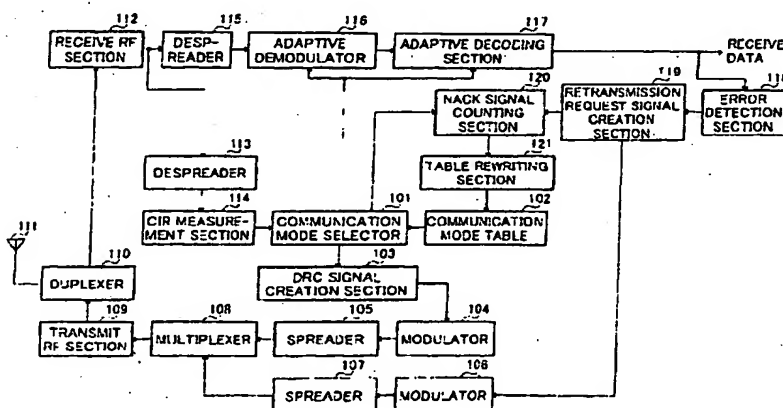 112
RECEIVE RF
SECTION
115
DESP-
READER
116
ADAPTIVE
DEMODULATOR
117
ADAPTIVE DECODING
SECTION
RECEIVE
DATA
118
ERROR
DETECTION
SECTION
119
RETRANSMISSION
REQUEST SIGNAL
CREATION
SECTION
120
NACK SIGNAL
COUNTING
SECTION
121
TABLE REWRITING
SECTION
113
DESPREADER
114
CIR MEASURE-
MENT SECTION
101
COMMUNICATION
MODE SELECTOR
102
COMMUNICATION
MODE TABLE
111
110
DUPLEXER
103
DRC SIGNAL
CREATION SECTION
109
TRANSMIT
RF SECTION
108
MULTIPLEXER
105
SPREADER
104
MODULATOR
107
SPREADER
106
MODULATOR